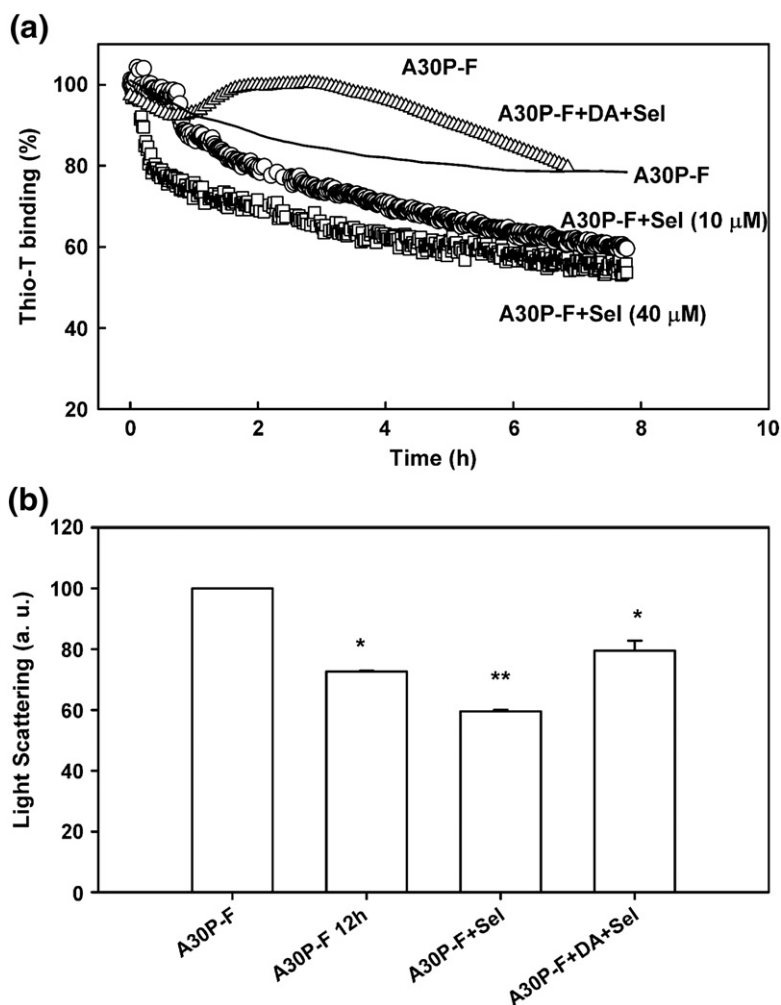 (a)
A30P-F
A30P-F+DA+Sel
A30P-F
A30P-F+Sel (10 μM)
A30P-F+Sel (40 μM)
Thio-T binding (%)
100
80
60
40
20
0
2
4
6
8
10
Time (h)
(b)
Light Scattering (a. u.)
120
100
80
60
40
20
0
*
**
*
A30P-F
A30P-F 12h
A30P-F+Sel
A30P-F+DA+Sel